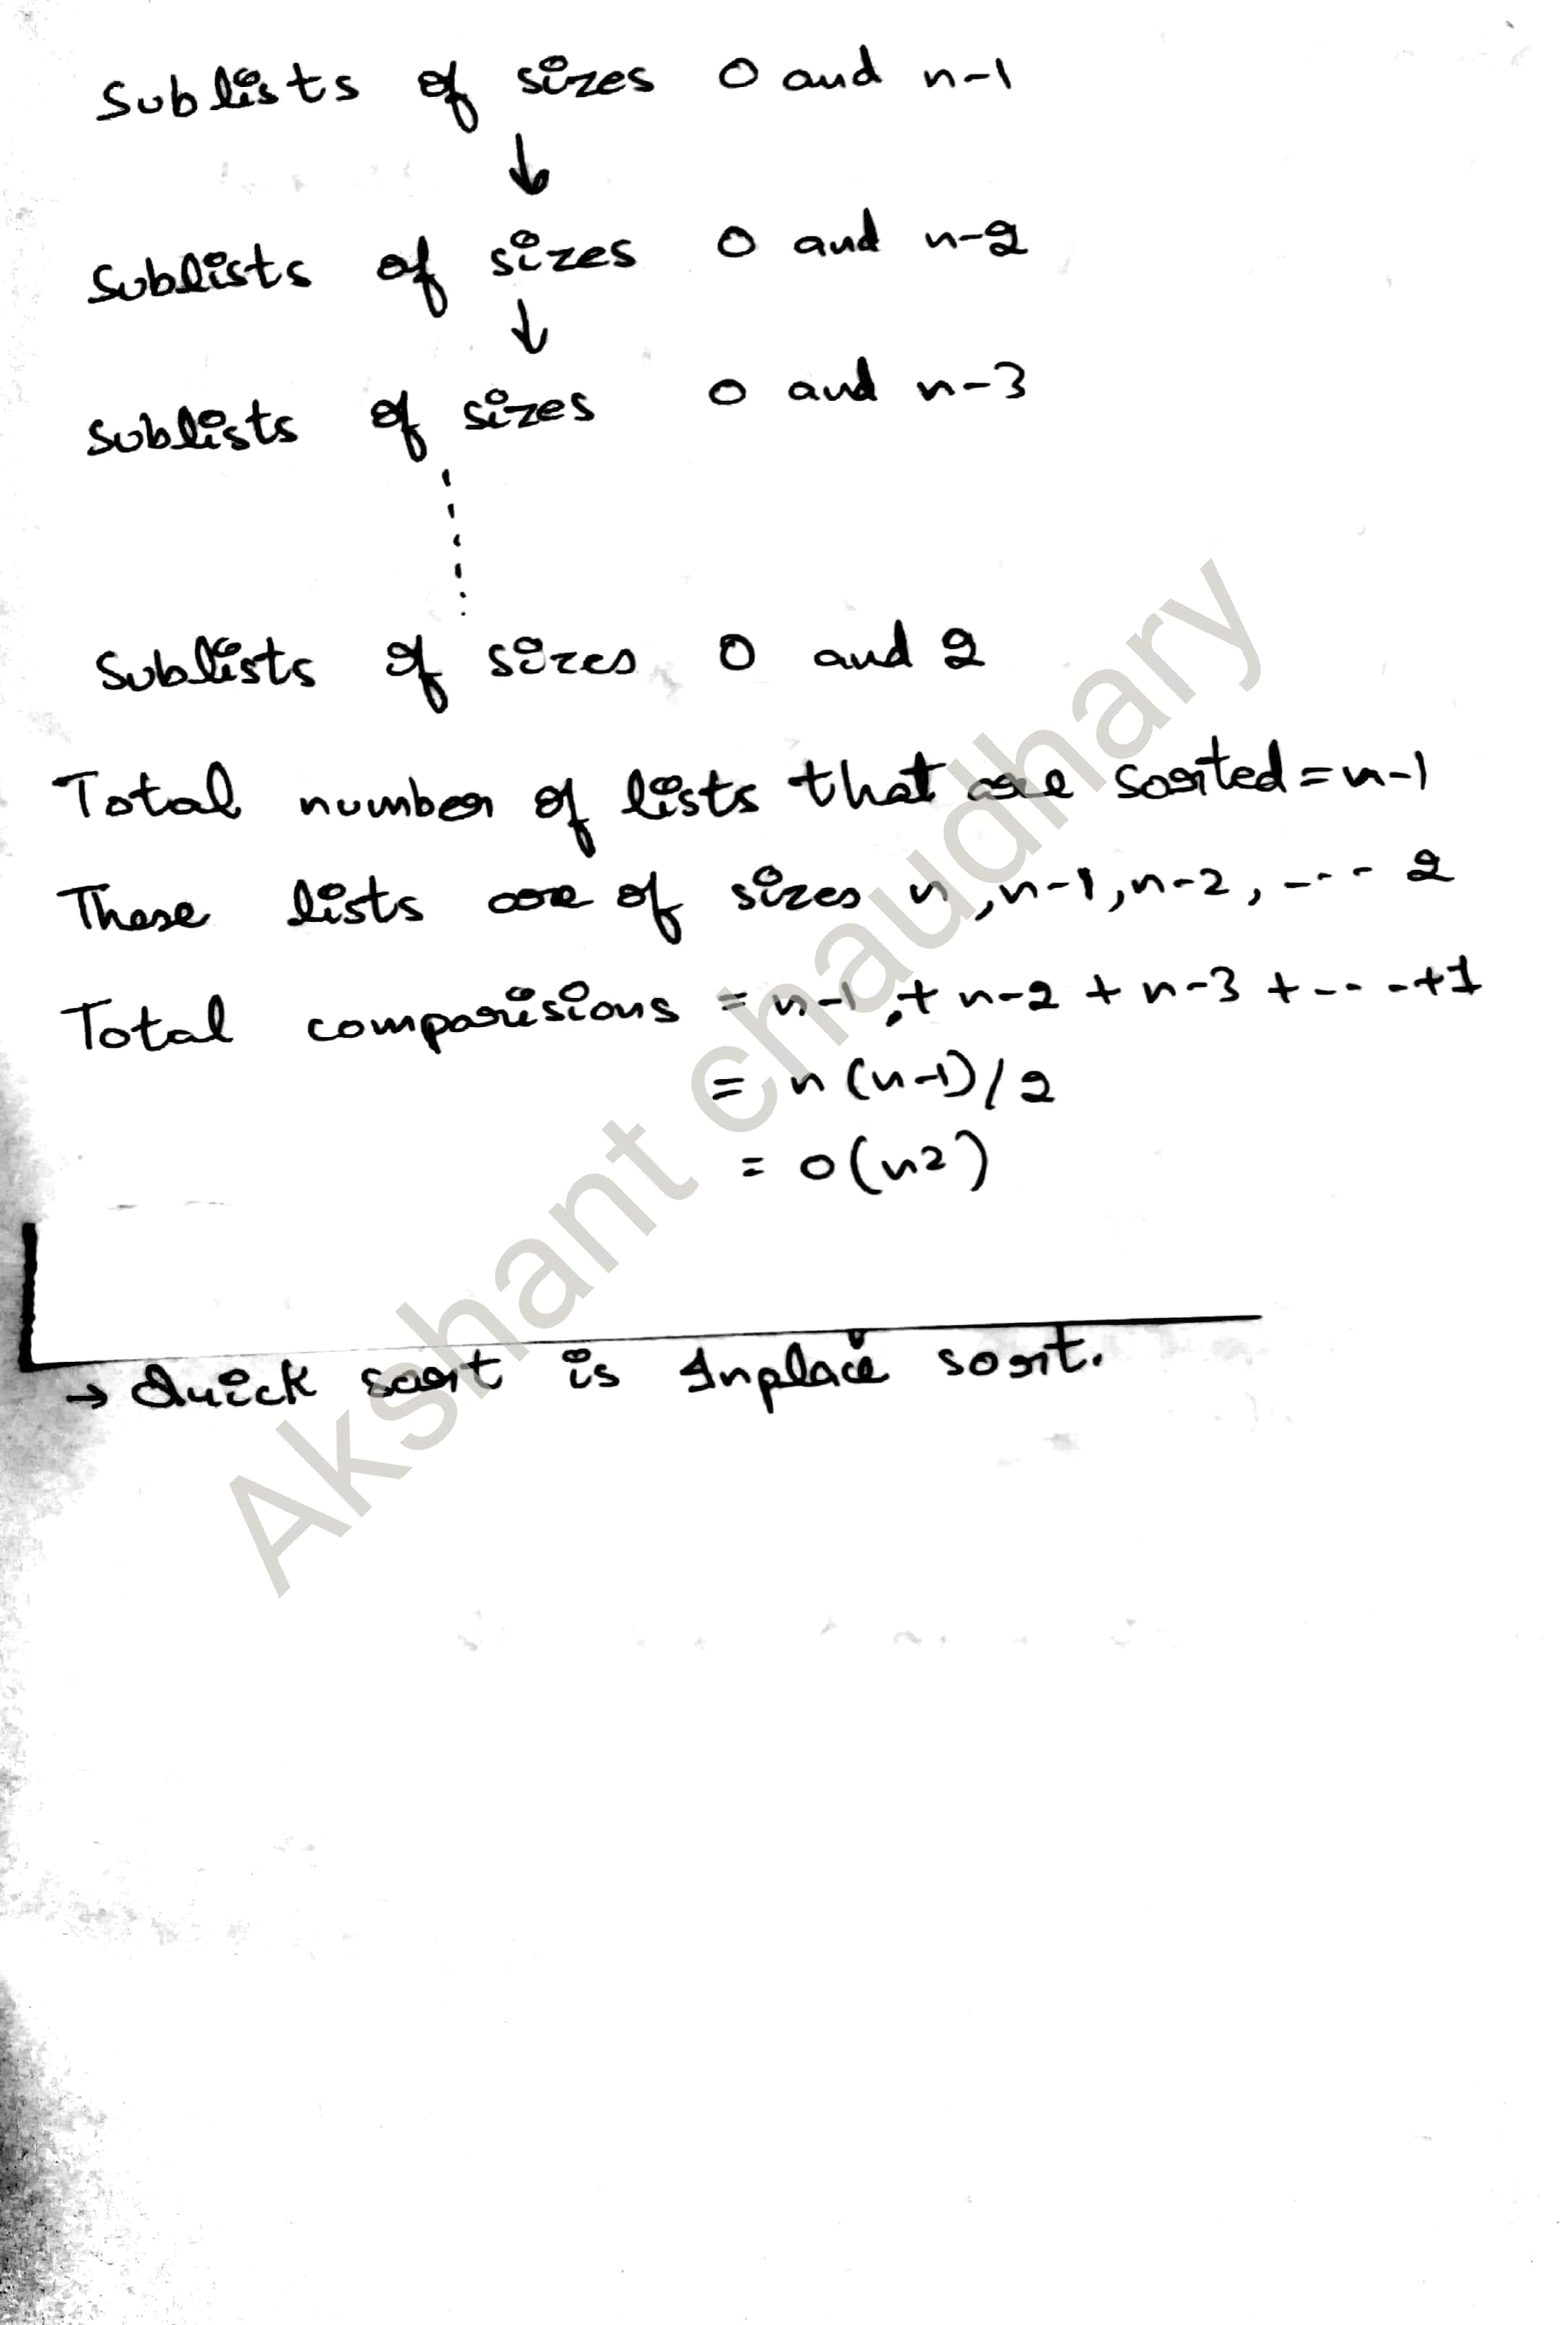 Sublists of sizes 0 and n-1
↓
Sublists of sizes 0 and n-2
↓
Sublists of sizes 0 and n-3
Sublists of sizes 0 and 2
Total number of lists that are sorted = n-1
These lists are of sizes n, n-1, n-2, --- 2
Total comparisions = n-1 + n-2 + n-3 + --- +1
= n(n-1)/2
= O(n2)
→ Quick sort is Inplace sort.
Akshant chaudhary